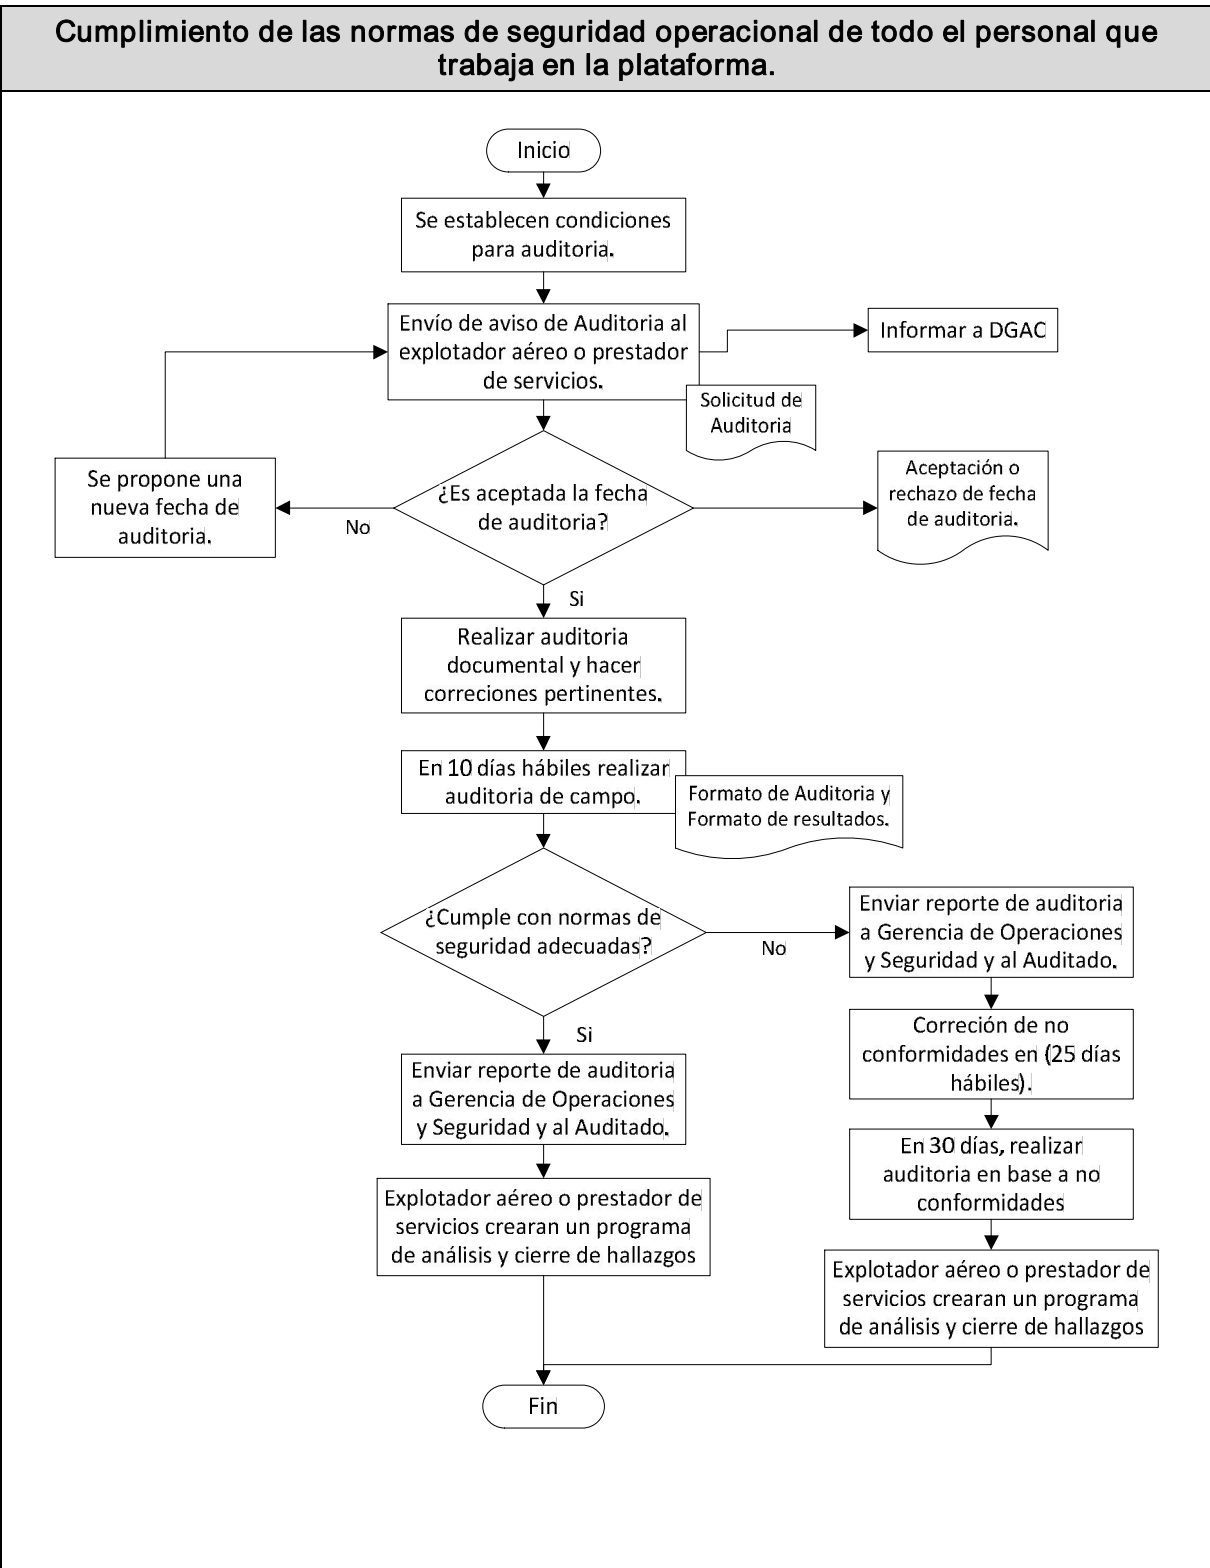 Cumplimiento de las normas de seguridad operacional de todo el personal que
trabaja en la plataforma.
Inicio
Se establecen condiciones
para auditoria.
Envío de aviso de Auditoria al
explotador aéreo o prestador
de servicios.
Informar a DGAC
Solicitud de
Auditoria
Se propone una
nueva fecha de
auditoria.
No
¿Es aceptada la fecha
de auditoria?
Aceptación o
rechazo de fecha
de auditoria.
Si
Realizar auditoria
documental y hacer
correciones pertinentes.
En 10 días hábiles realizar
auditoria de campo.
Formato de Auditoria y
Formato de resultados.
¿Cumple con normas de
seguridad adecuadas?
No
Enviar reporte de auditoria
a Gerencia de Operaciones
y Seguridad y al Auditado.
Correción de no
conformidades en (25 días
hábiles).
En 30 días, realizar
auditoria en base a no
conformidades
Explotador aéreo o prestador de
servicios crearan un programa
de análisis y cierre de hallazgos
Si
Enviar reporte de auditoria
a Gerencia de Operaciones
y Seguridad y al Auditado.
Explotador aéreo o prestador de
servicios crearan un programa
de análisis y cierre de hallazgos
Fin